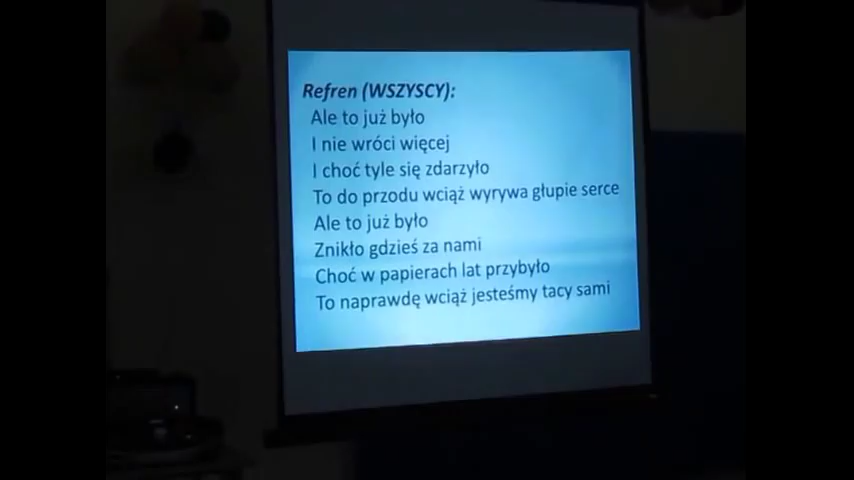 Refren (WSZYSCY):
Ale to już było
I nie wróci więcej
I choć tyle się zdarzyło
To do przodu wciąż wyrywa głupie serce
Ale to już było
Znikło gdzieś za nami
Choć w papierach lat przybyło
To naprawdę wciąż jesteśmy tacy sami